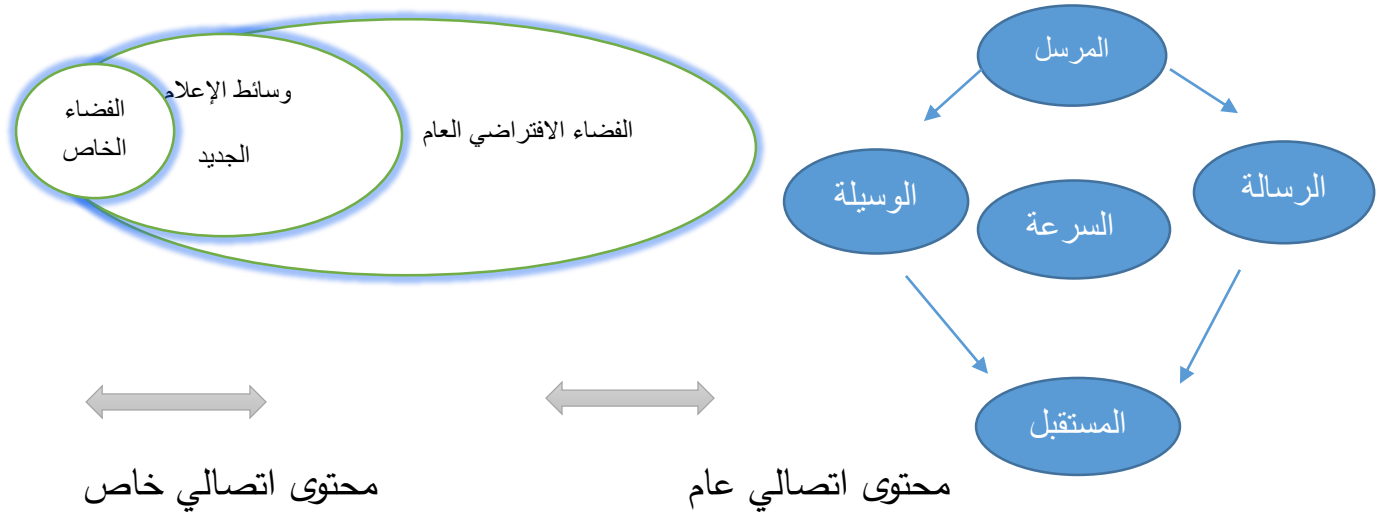 المرسل
الرسالة
السرعة
الوسيلة
المستقبل
الفضاء الافتراضي العام
وسائط الإعلام
الجديد
الفضاء
الخاص
محتوى اتصالي عام
محتوى اتصالي خاص